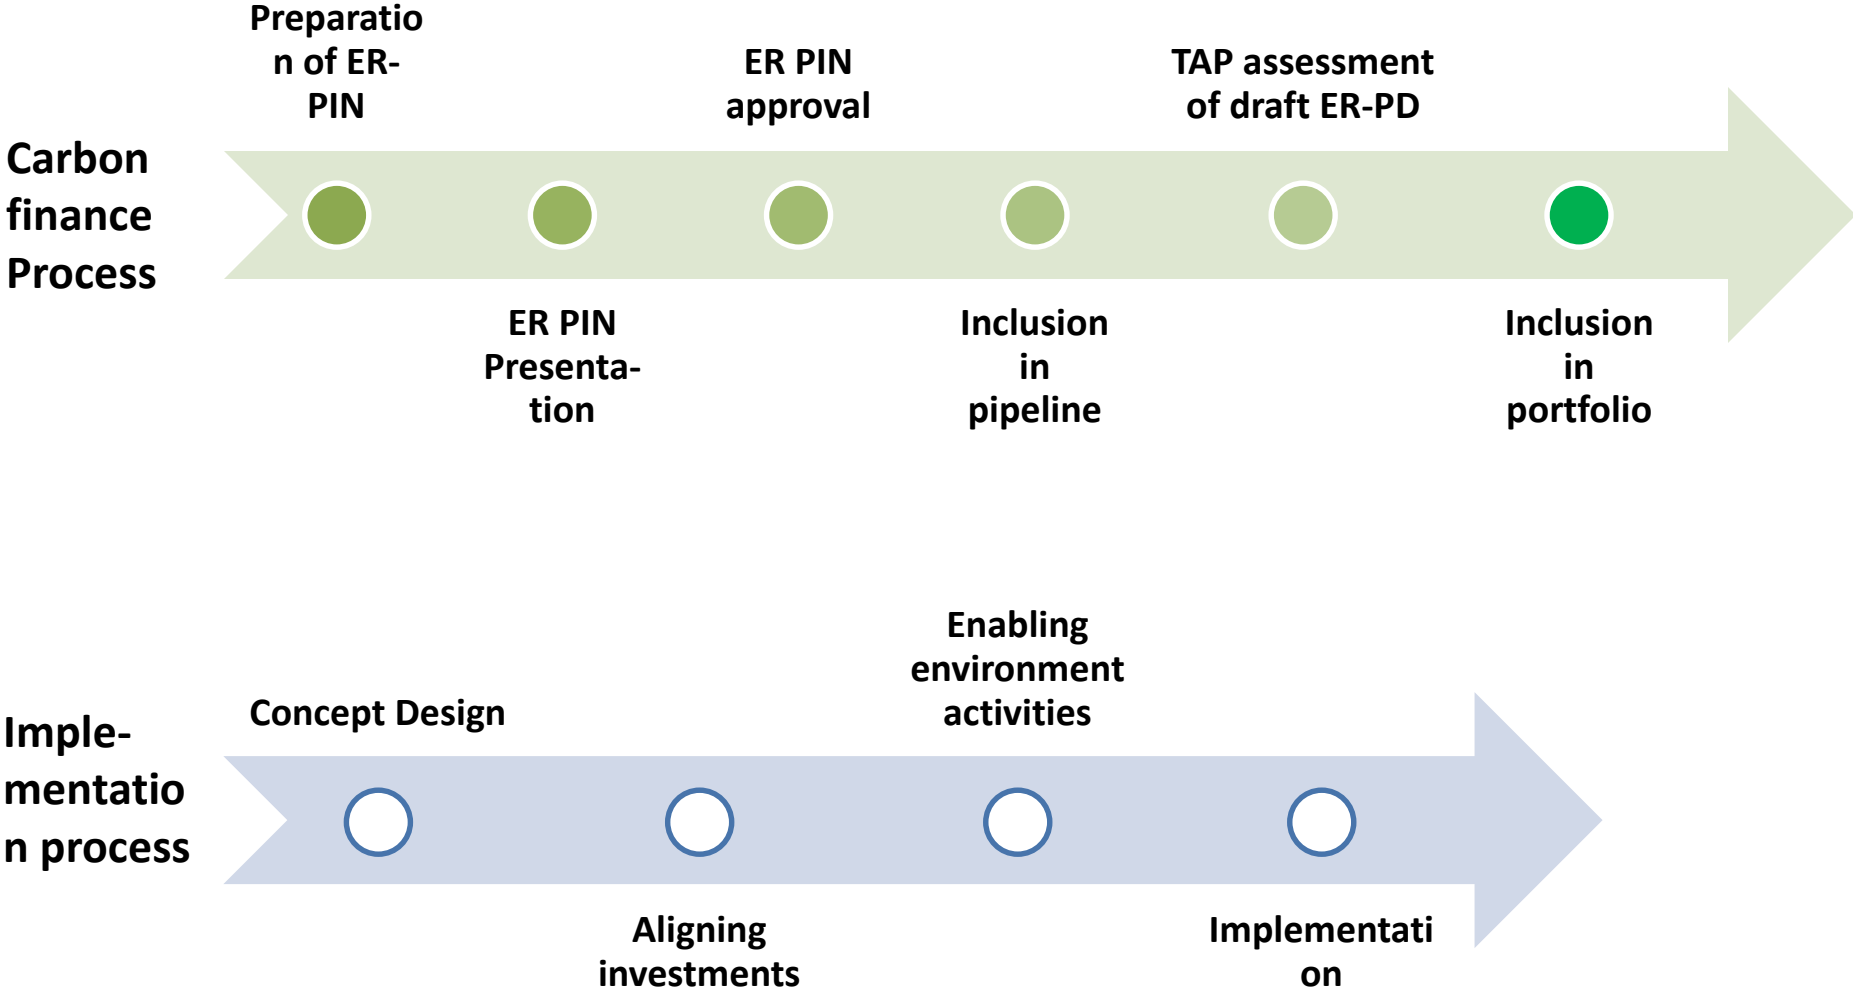 Carbon
finance
Process
Preparatio
n of ER-
PIN
ER PIN
Presenta-
tion
ER PIN
approval
Inclusion
in
pipeline
TAP assessment
of draft ER-PD
Inclusion
in
portfolio
Imple-
mentatio
n process
Concept Design
Aligning
investments
Enabling
environment
activities
Implementati
on